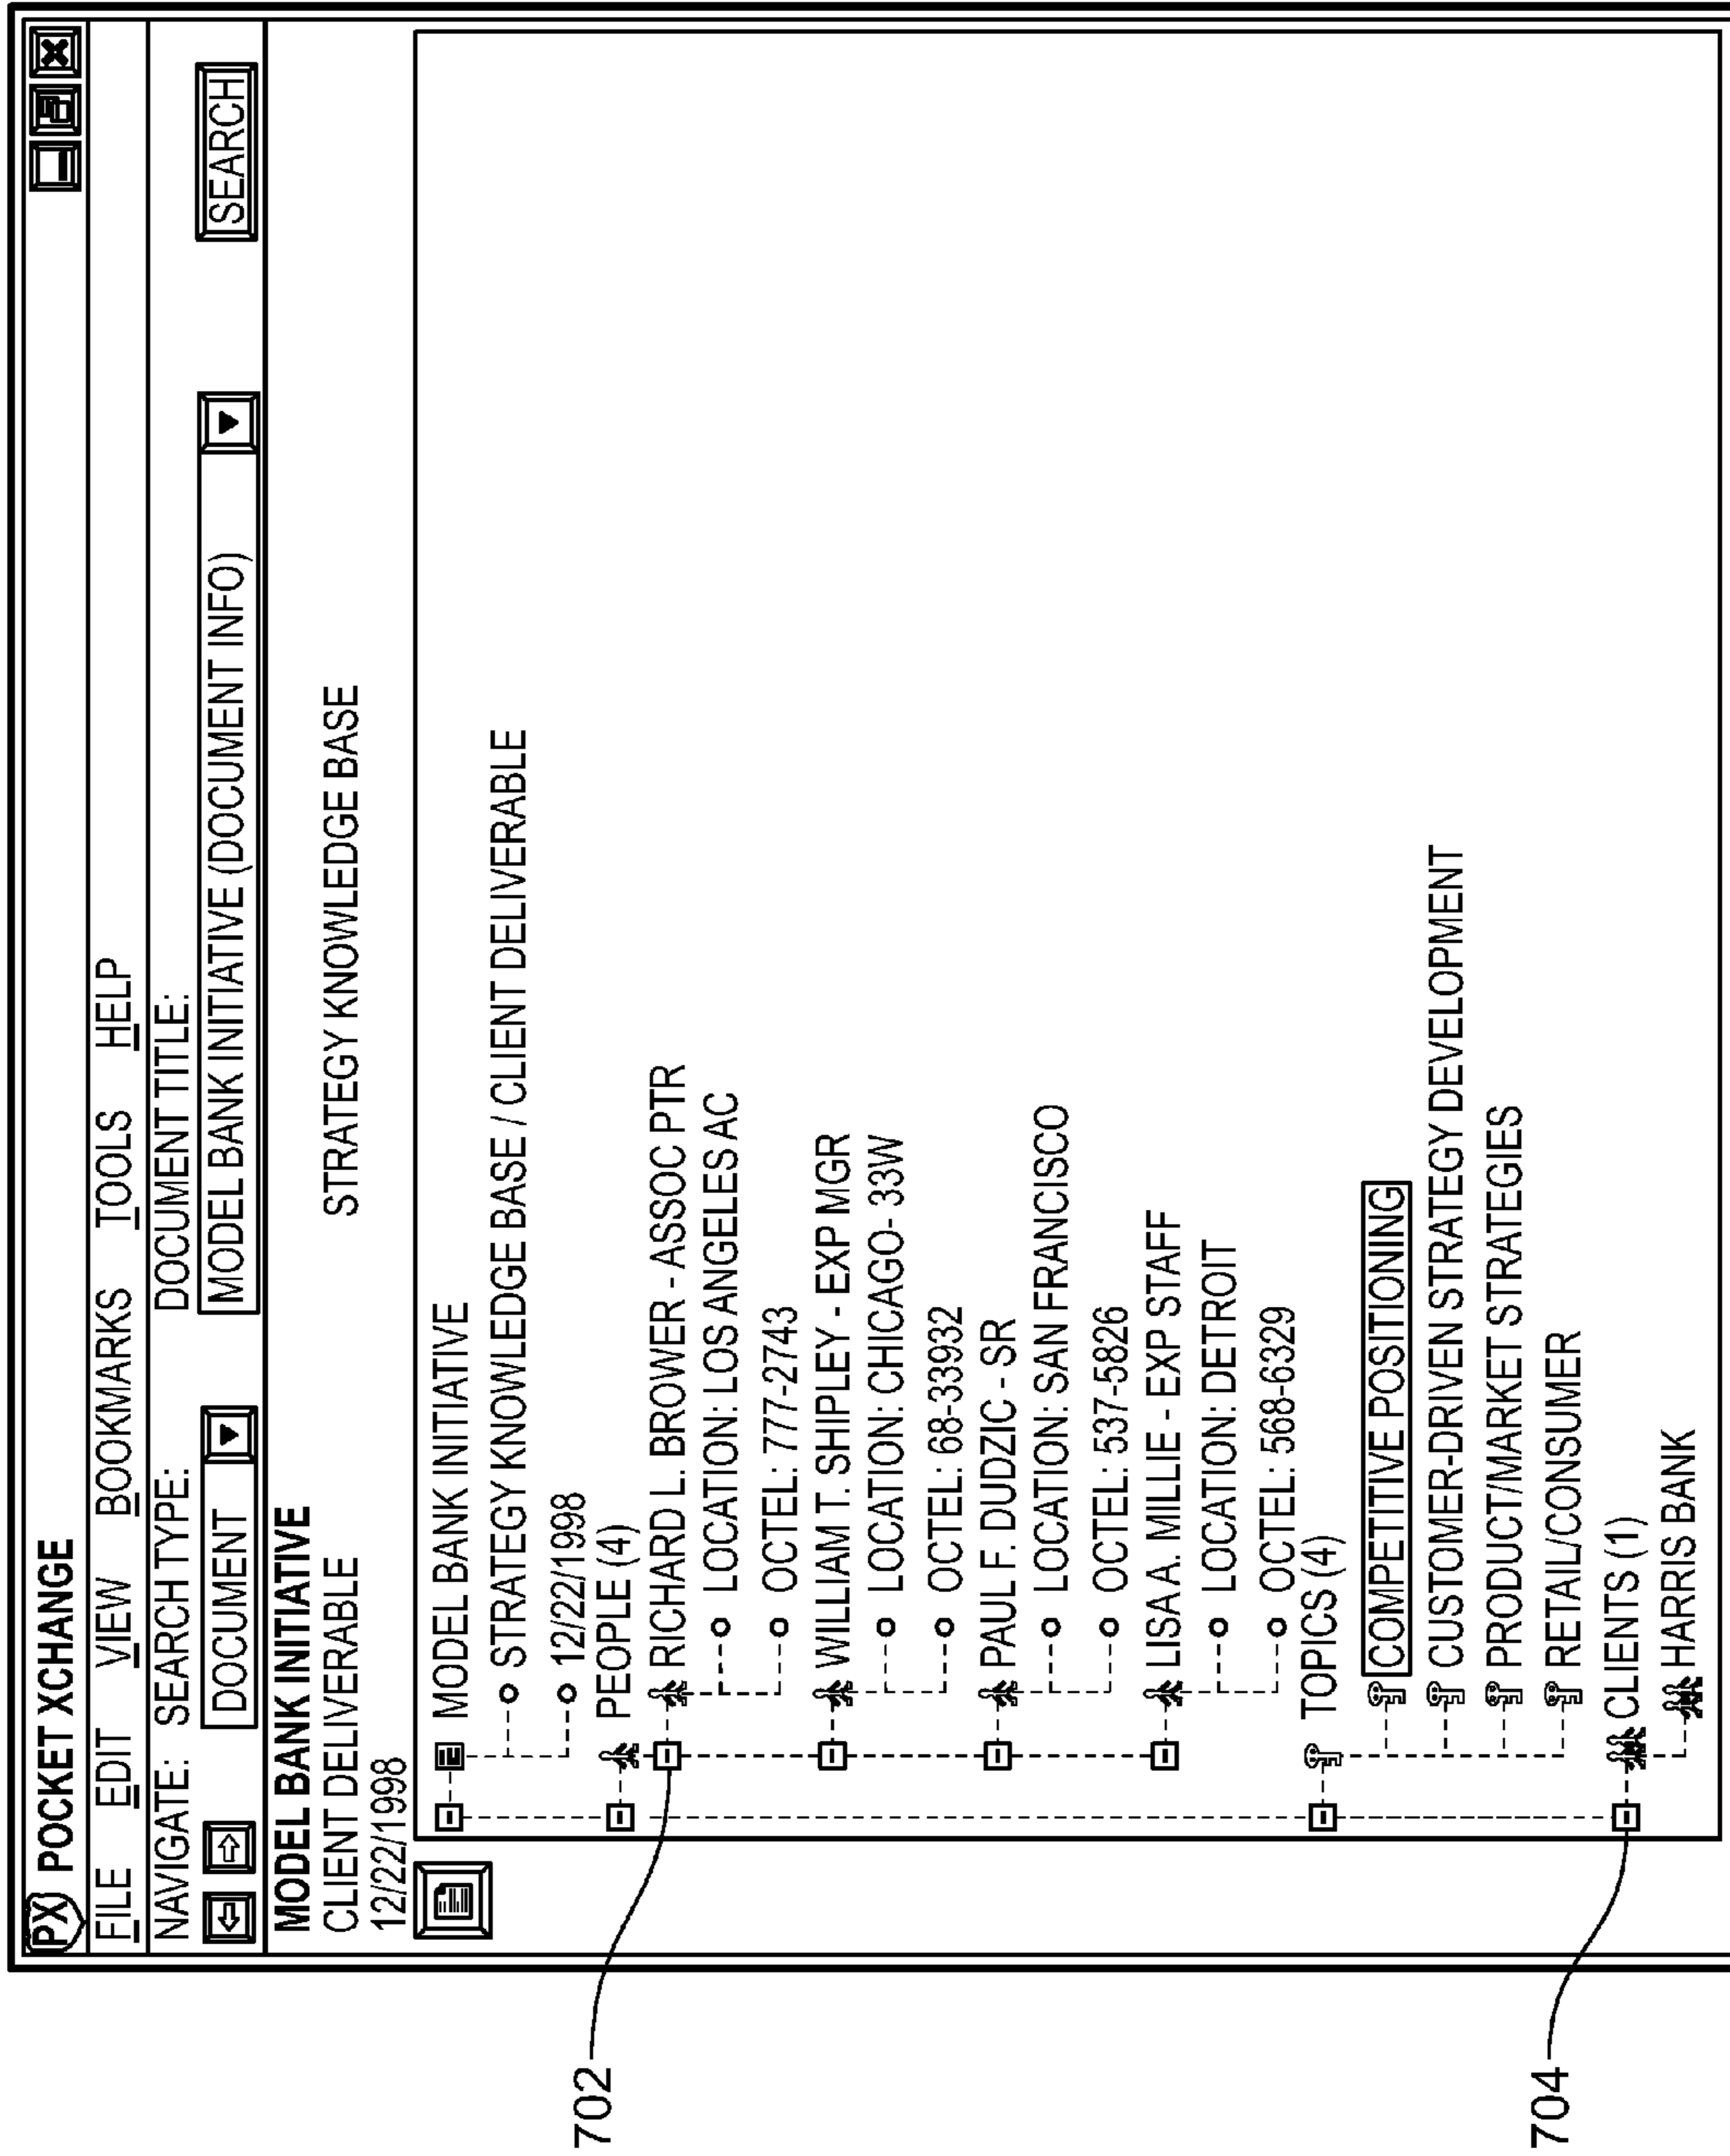 PX POCKET XCHANGE
FILE EDIT VIEW BOOKMARKS TOOLS HELP
NAVIGATE: SEARCH TYPE: DOCUMENT TITLE:
DOCUMENT MODEL BANK INITIATIVE (DOCUMENT INFO) SEARCH
MODEL BANK INITIATIVE
CLIENT DELIVERABLE STRATEGY KNOWLEDGE BASE
12/22/1998
MODEL BANK INITIATIVE
STRATEGY KNOWLEDGE BASE / CLIENT DELIVERABLE
12/22/1998
PEOPLE (4)
702
RICHARD L. BROWER - ASSOC PTR
LOCATION: LOS ANGELES AC
OCTEL: 777-2743
WILLIAM T. SHIPLEY - EXP MGR
LOCATION: CHICAGO- 33W
OCTEL: 68-33932
PAUL F. DUDZIC - SR
LOCATION: SAN FRANCISCO
OCTEL: 537-5826
LISA A. MILLIE - EXP STAFF
LOCATION: DETROIT
OCTEL: 568-6329
TOPICS (4)
COMPETITIVE POSITIONING
CUSTOMER-DRIVEN STRATEGY DEVELOPMENT
PRODUCT/MARKET STRATEGIES
RETAIL/CONSUMER
704
CLIENTS (1)
HARRIS BANK